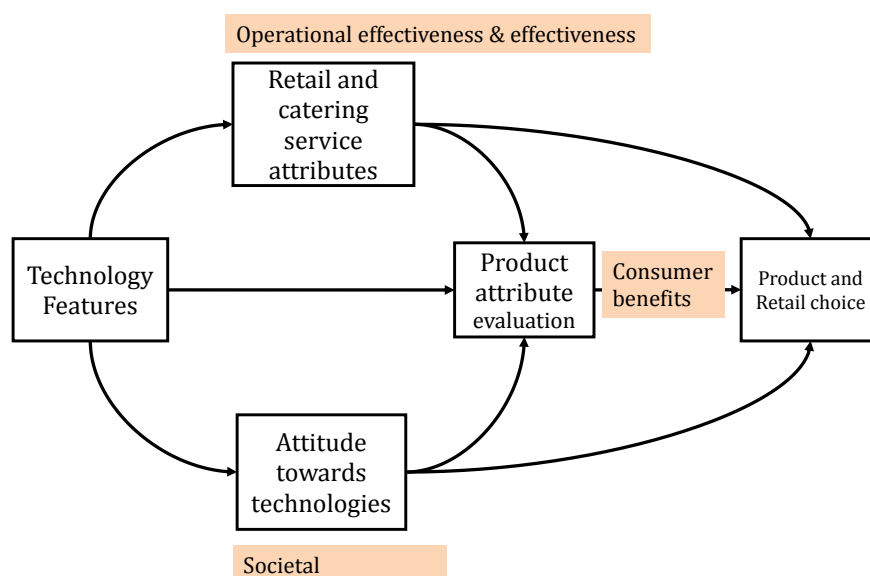 Operational effectiveness & effectiveness
Retail and
catering
service
attributes
Technology
Features
Product
attribute
evaluation
Consumer
benefits
Product and
Retail choice
Attitude
towards
technologies
Societal